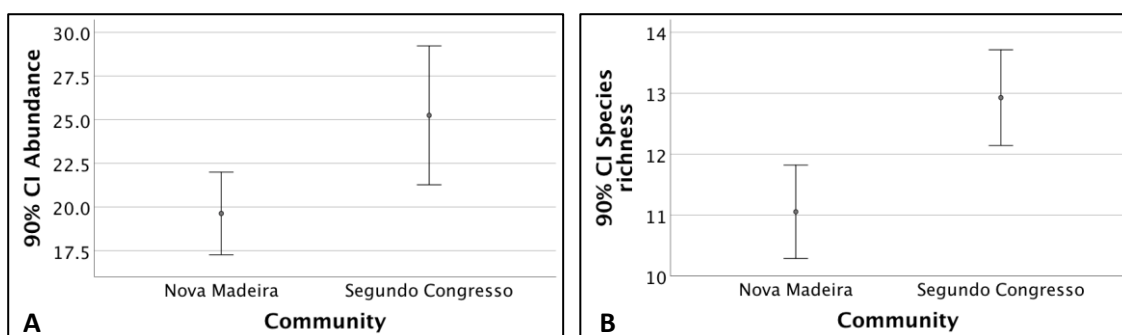 90% CI Abundance
30.0
27.5
25.0
22.5
20.0
17.5
Nova Madeira Segundo Congresso
Community
A
90% CI Species
richness
14
13
12
11
10
Nova Madeira Segundo Congresso
Community
B